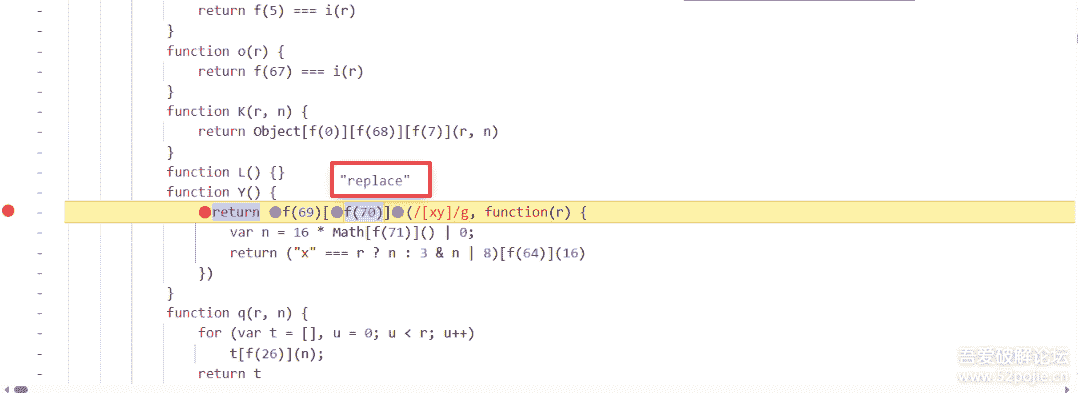 return f(5) === i(r)
}
function o(r) {
return f(67) === i(r)
}
function K(r, n) {
return Object[f(0)][f(68)][f(7)](r, n)
}
function L() {}
"replace"
function Y() {
return f(69)[f(70)](/[xy]/g, function(r) {
var n = 16 * Math[f(71)]() | 0;
return ("x" === r ? n : 3 & n | 8)[f(64)](16)
})
}
function q(r, n) {
for (var t = [], u = 0; u < r; u++)
t[f(26)](n);
return t
吾爱破解论坛
www.52pojie.cn